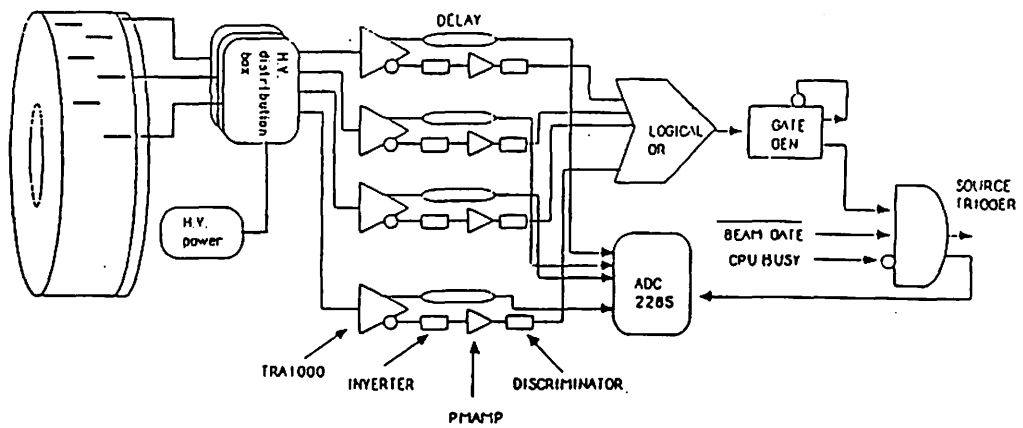 DELAY
H.V.
distribution
box
H.V.
power
LOGICAL
OR
GATE
GEN
SOURCE
TRIGGER
BEAM GATE
CPU BUSY
ADC
2285
TRA1000
INVERTER
DISCRIMINATOR
PMAMP